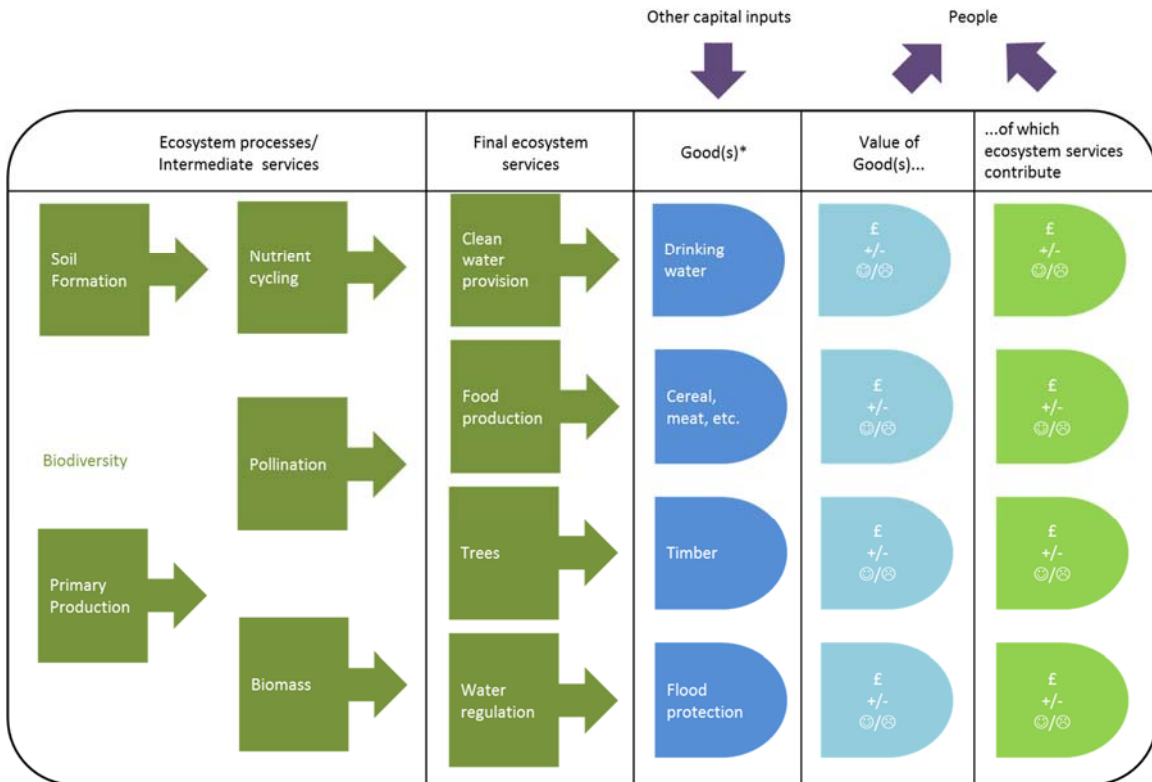 Other capital inputs
People
Ecosystem processes/
Intermediate services
Final ecosystem
services
Good(s)*
Value of
Good(s)...
...of which
ecosystem services
contribute
Soil
Formation
Nutrient
cycling
Clean
water
provision
Drinking
water
£
+/-
☺/☹
£
+/-
☺/☹
Biodiversity
Pollination
Food
production
Cereal,
meat, etc.
£
+/-
☺/☹
£
+/-
☺/☹
Primary
Production
Trees
Timber
£
+/-
☺/☹
£
+/-
☺/☹
Biomass
Water
regulation
Flood
protection
£
+/-
☺/☹
£
+/-
☺/☹